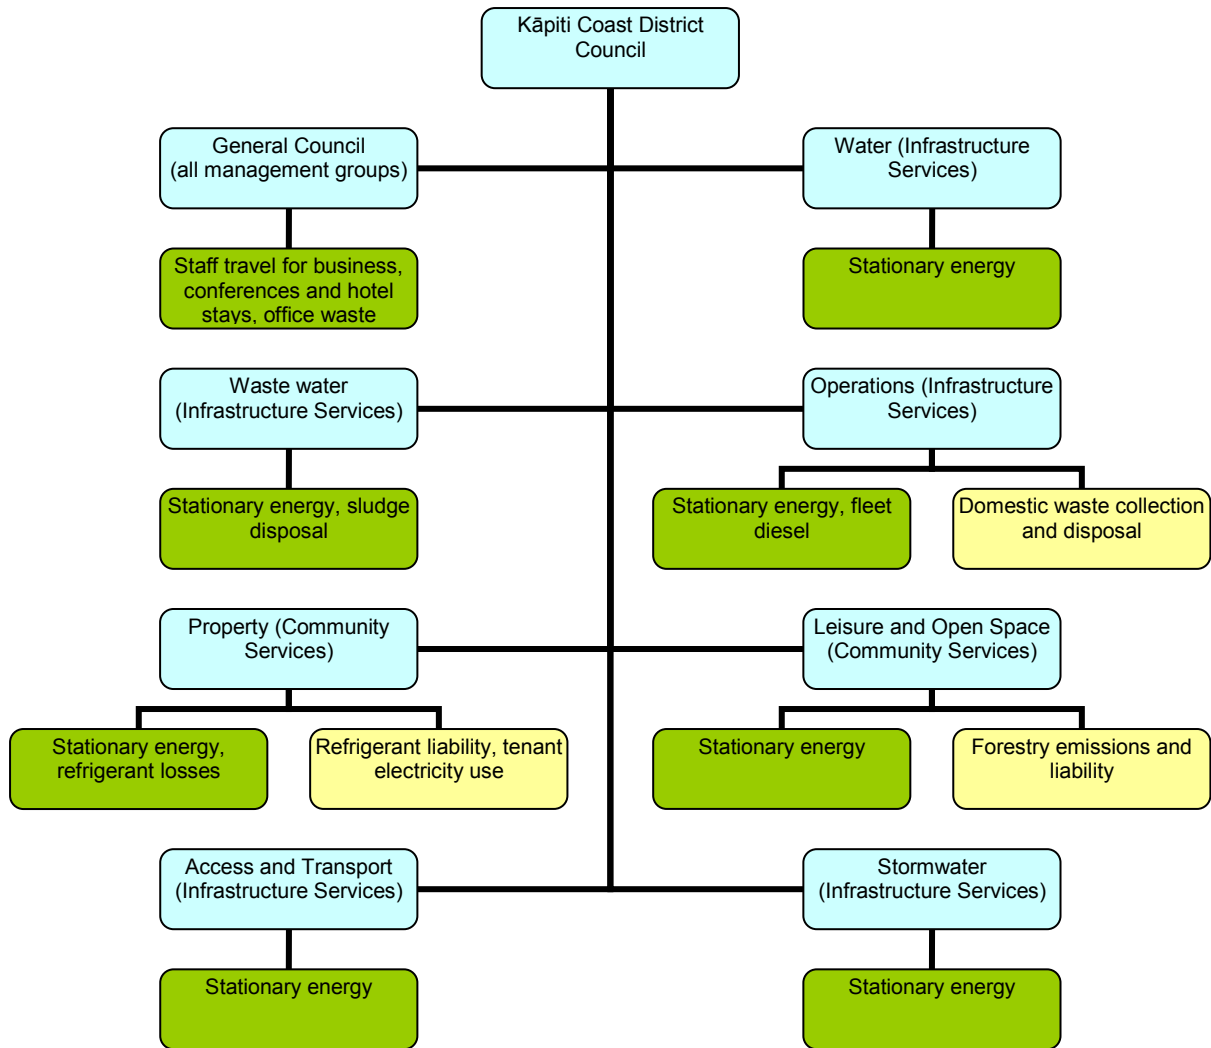 Kāpiti Coast District
Council
General Council
(all management groups)
Water (Infrastructure
Services)
Staff travel for business,
conferences and hotel
stays, office waste
Stationary energy
Waste water
(Infrastructure Services)
Operations (Infrastructure
Services)
Stationary energy, sludge
disposal
Stationary energy, fleet
diesel
Domestic waste collection
and disposal
Property (Community
Services)
Leisure and Open Space
(Community Services)
Stationary energy,
refrigerant losses
Refrigerant liability, tenant
electricity use
Stationary energy
Forestry emissions and
liability
Access and Transport
(Infrastructure Services)
Stormwater
(Infrastructure Services)
Stationary energy
Stationary energy